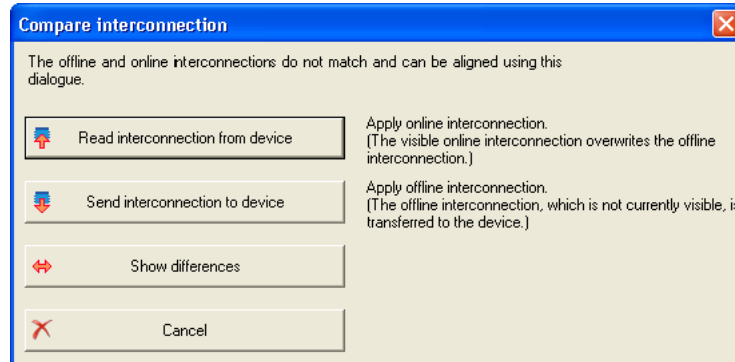 Compare interconnection
The offline and online interconnections do not match and can be aligned using this
dialogue.
Read interconnection from device
Apply online interconnection.
(The visible online interconnection overwrites the offline
interconnection.)
Send interconnection to device
Apply offline interconnection.
(The offline interconnection, which is not currently visible, is
transferred to the device.)
Show differences
Cancel